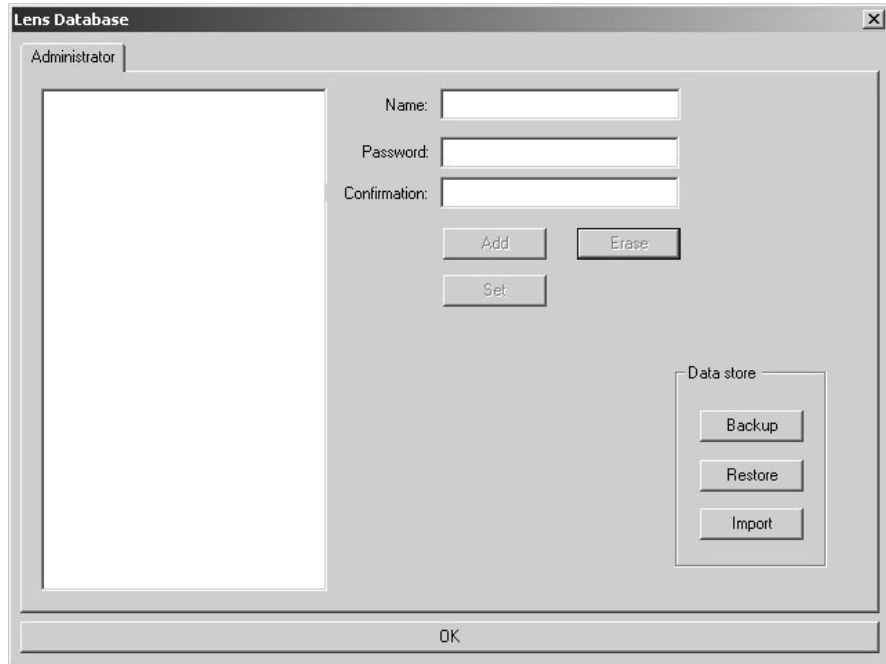 Lens Database
Administrator
Name:
Password:
Confirmation:
Add Erase
Set
Data store
Backup
Restore
Import
OK